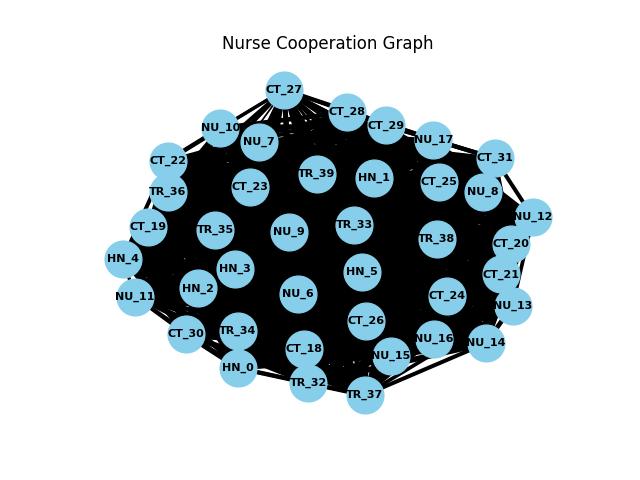 Nurse Cooperation Graph
CT_27
CT_28
CT_29
NU_10
NU_7
NU_17
CT_31
CT_22
TR_39
HN_1
CT_25
CT_23
TR_36
NU_8
NU_12
CT_19
TR_35
NU_9
TR_33
TR_38
CT_20
HN_4
HN_3
HN_5
CT_21
HN_2
NU_11
NU_6
CT_24
NU_13
CT_26
CT_30
TR_34
NU_16
NU_14
CT_18
NU_15
HN_0
TR_32
TR_37